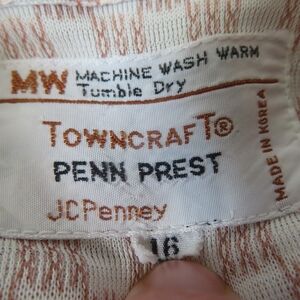 MW MACHINE WASH WARM
Tumble Dry
TOWNCRAFT®
PENN PREST
JCPenney
MADE IN KOREA
16